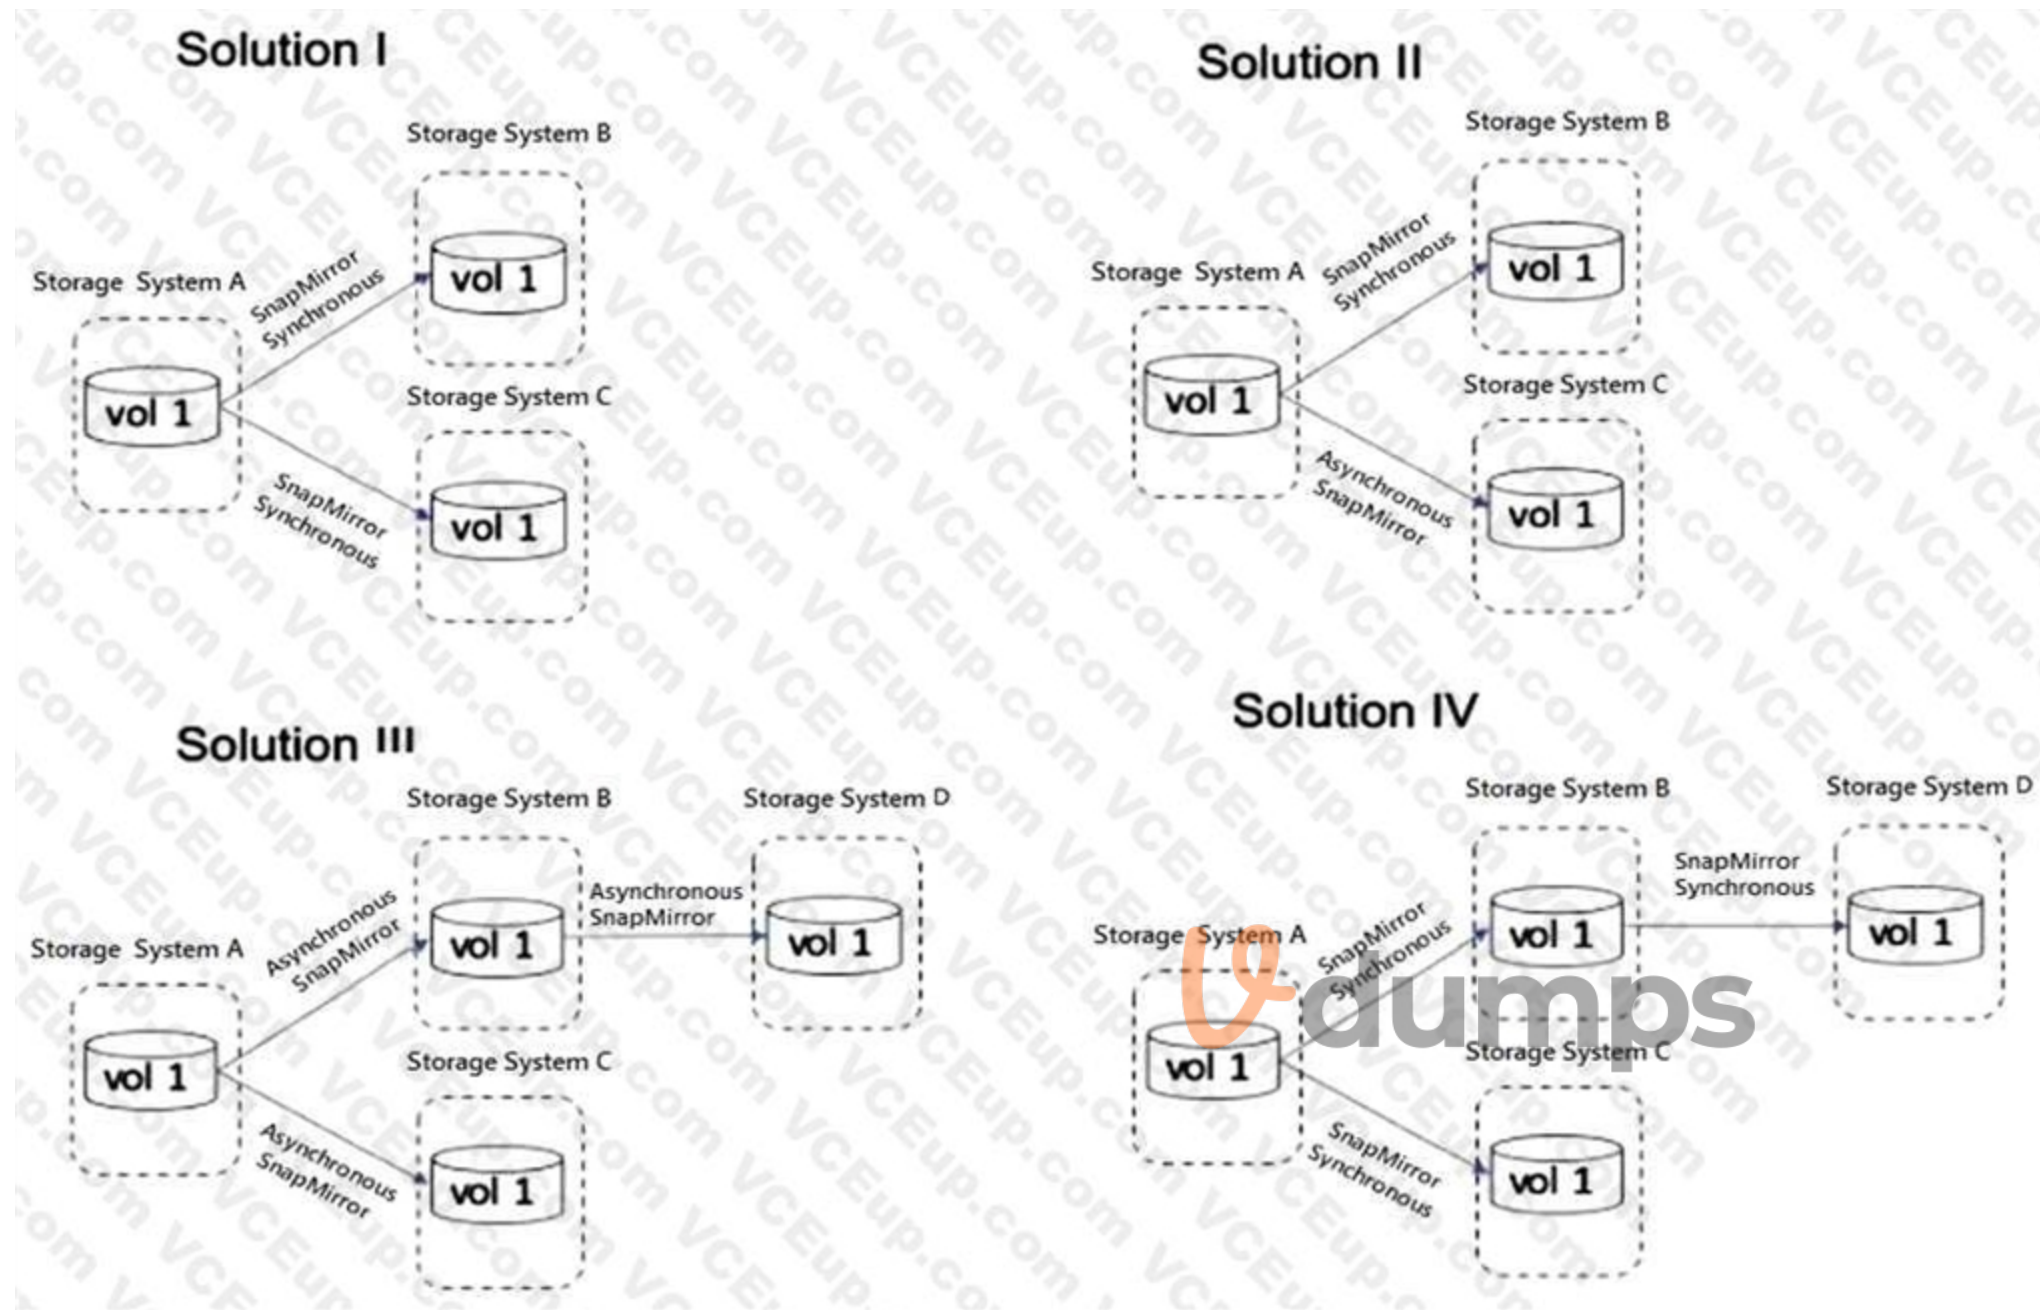 Solution I
Storage System B
vol 1
Storage System A
SnapMirror
Synchronous
vol 1
Storage System C
SnapMirror
Synchronous
vol 1
Solution II
Storage System B
vol 1
Storage System A
SnapMirror
Synchronous
vol 1
Storage System C
Asynchronous
SnapMirror
vol 1
Solution III
Storage System B
Storage System D
Asynchronous
SnapMirror
vol 1
Asynchronous
SnapMirror
vol 1
Storage System A
vol 1
Storage System C
Asynchronous
SnapMirror
vol 1
Solution IV
Storage System B
Storage System D
SnapMirror
Synchronous
vol 1
SnapMirror
Synchronous
vol 1
Storage System A
vol 1
Storage System C
SnapMirror
Synchronous
vol 1
dumps
VCEup.com